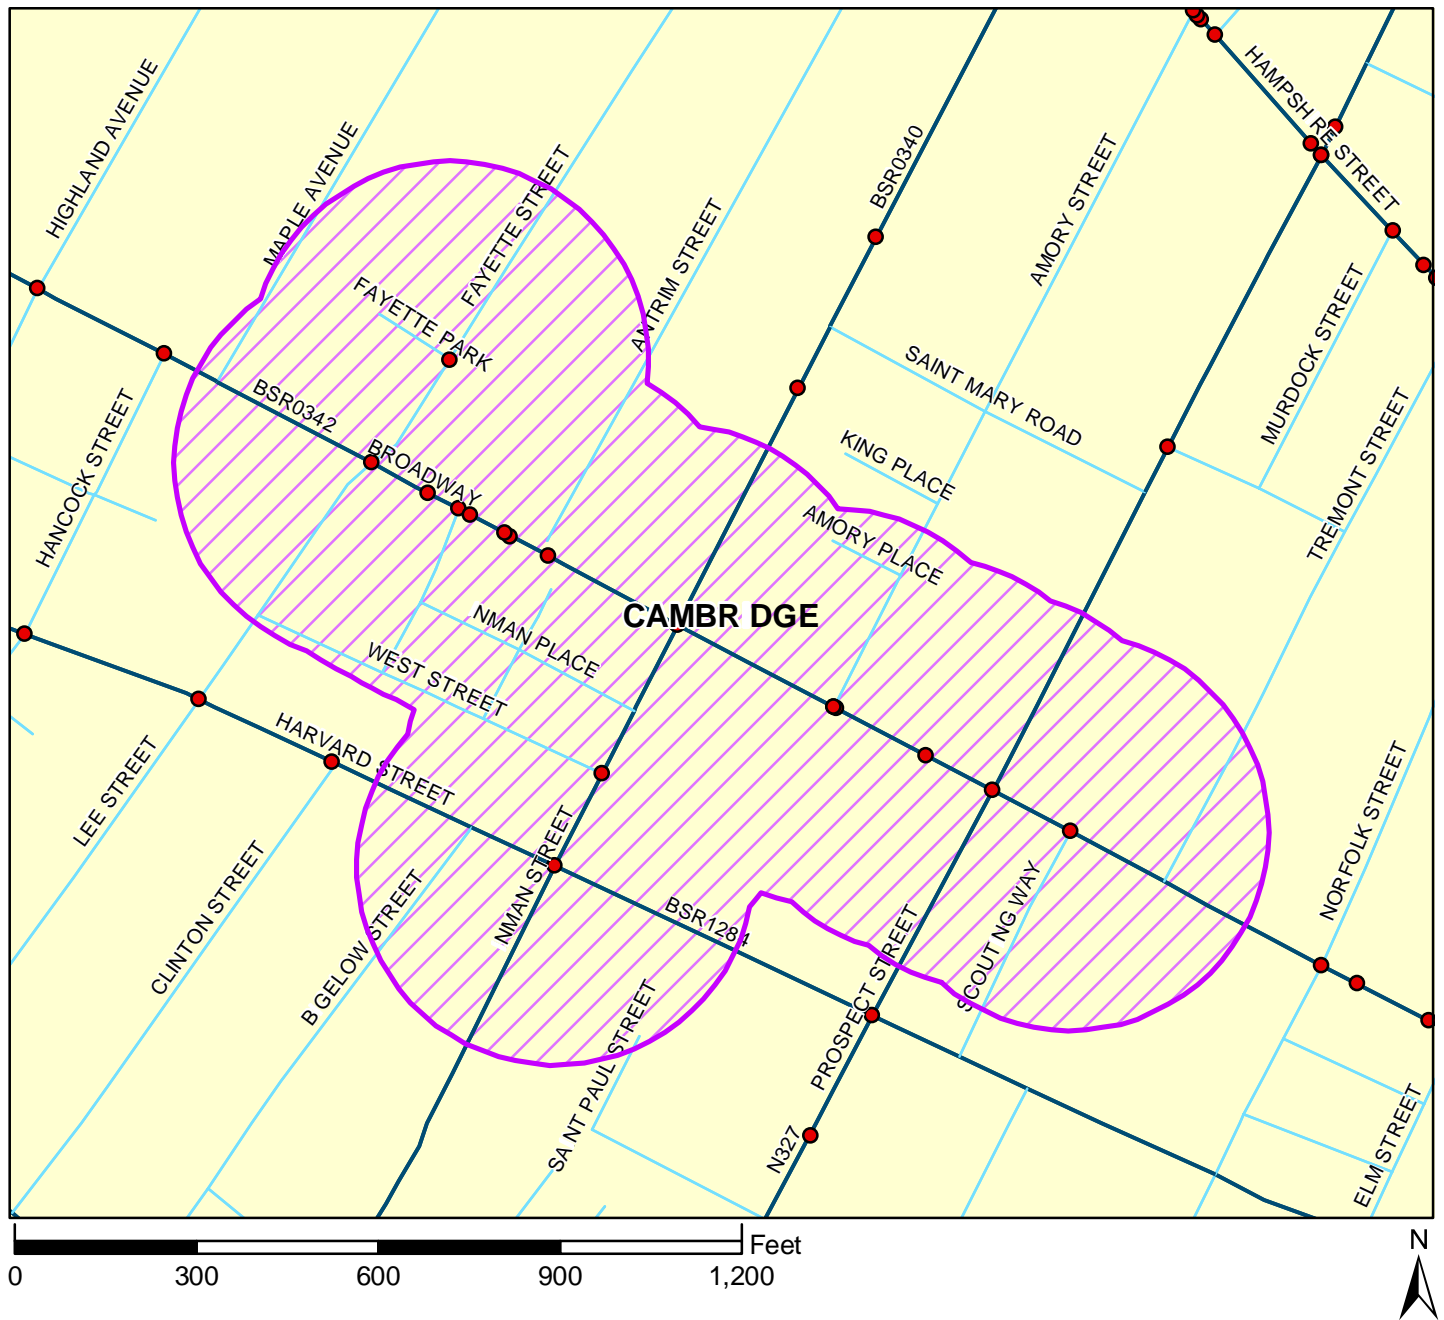 HAMPSH RE STREET
HIGHLAND AVENUE
MAPLE AVENUE
FAYETTE STREET
BSR0340
AMORY STREET
ANTRIM STREET
FAYETTE PARK
MURDOCK STREET
SAINT MARY ROAD
BSR0342
HANCOCK STREET
TREMONT STREET
KING PLACE
BROADWAY
AMORY PLACE
CAMBR DGE
NMAN PLACE
WEST STREET
HARVARD STREET
LEE STREET
NORFOLK STREET
NMAN STREET
CLINTON STREET
B GELOW STREET
BSR1284
SCOUT NG WAY
PROSPECT STREET
SA NT PAUL STREET
N327
ELM STREET
Feet
N
0 300 600 900 1,200